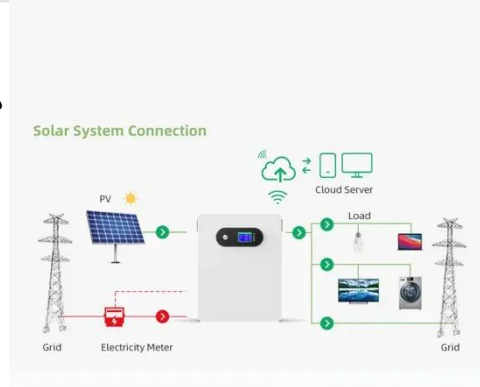 Solar System Connection
PV
Cloud Server
Load
Grid
Electricity Meter
Grid